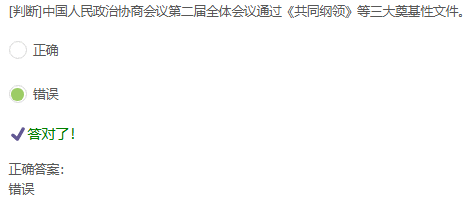 [判断]中国人民政治协商会议第二届全体会议通过《共同纲领》等三大奠基性文件。
正确
错误
答对了!
正确答案:
错误